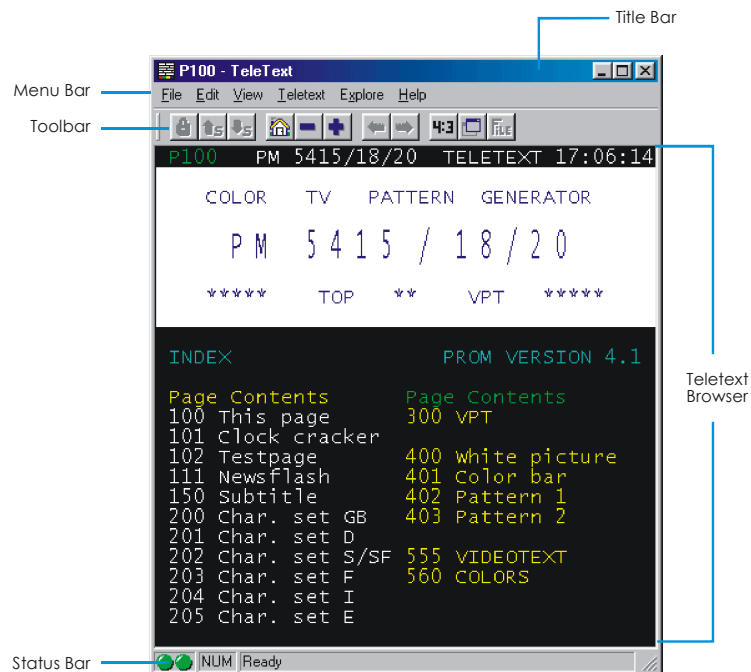 Title Bar
P100 - TeleText
Menu Bar
File Edit View Teletext Explore Help
Toolbar
S S 4:3 FILE
P100 PM 5415/18/20 TELETEXT 17:06:14
COLOR TV PATTERN GENERATOR
PM 5415 / 18/20
***** TOP ** VPT *****
INDEX PROM VERSION 4.1
Teletext
Browser
Page Contents Page Contents
100 This page 300 VPT
101 Clock cracker
102 Testpage 400 White picture
111 Newsflash 401 Color bar
150 Subtitle 402 Pattern 1
200 Char. set GB 403 Pattern 2
201 Char. set D
202 Char. set S/SF 555 VIDEOTEXT
203 Char. set F 560 COLORS
204 Char. set I
205 Char. set E
Status Bar
NUM Ready